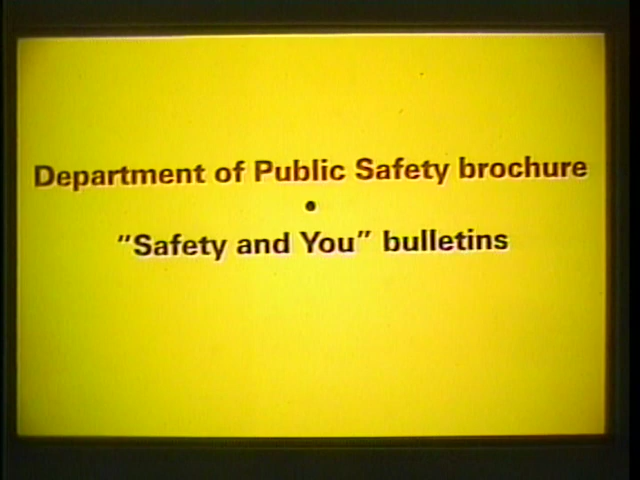 Department of Public Safety brochure
•
"Safety and You" bulletins